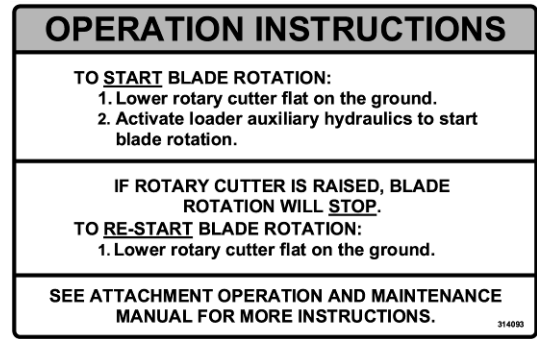 OPERATION INSTRUCTIONS
TO START BLADE ROTATION:
1. Lower rotary cutter flat on the ground.
2. Activate loader auxiliary hydraulics to start
blade rotation.
IF ROTARY CUTTER IS RAISED, BLADE
ROTATION WILL STOP.
TO RE-START BLADE ROTATION:
1. Lower rotary cutter flat on the ground.
SEE ATTACHMENT OPERATION AND MAINTENANCE
MANUAL FOR MORE INSTRUCTIONS.
314093